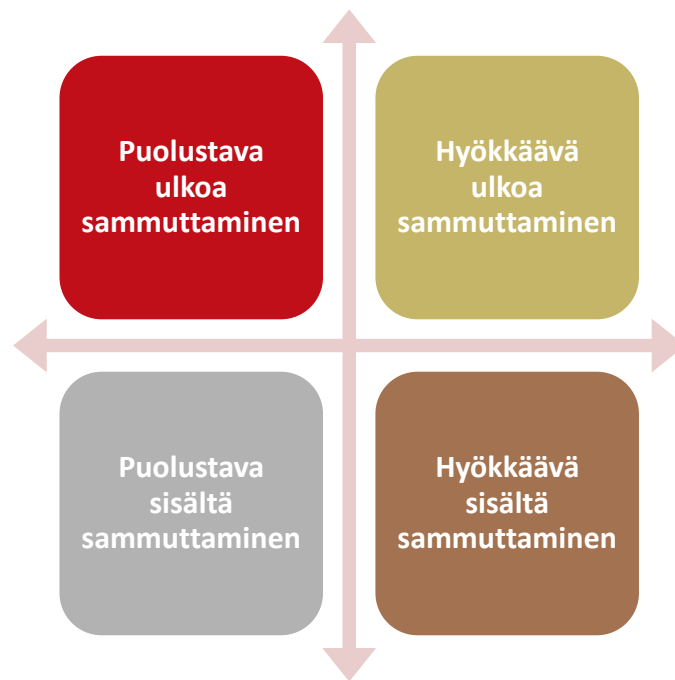 Puolustava
ulkoa
sammuttaminen
Hyökkäävä
ulkoa
sammuttaminen
Puolustava
sisältä
sammuttaminen
Hyökkäävä
sisältä
sammuttaminen